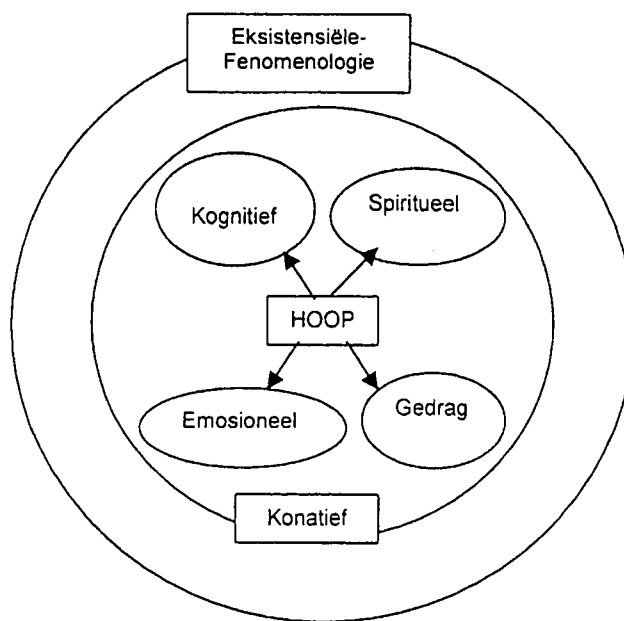 Eksistensiële-
Fenomenologie
Kognitief
Spiritueel
HOOP
Emosioneel
Gedrag
Konatief